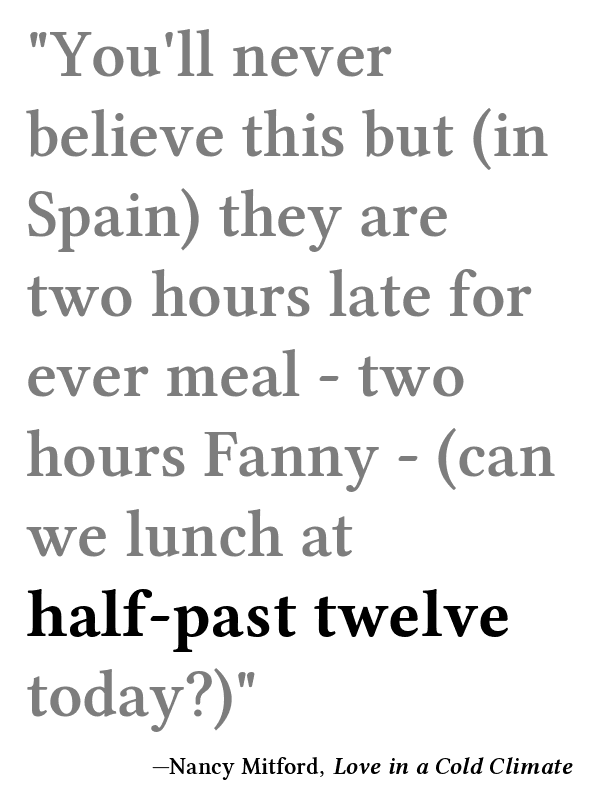 "You'll never
believe this but (in
Spain) they are
two hours late for
ever meal - two
hours Fanny - (can
we lunch at
half-past twelve
today?)"
—Nancy Mitford, Love in a Cold Climate